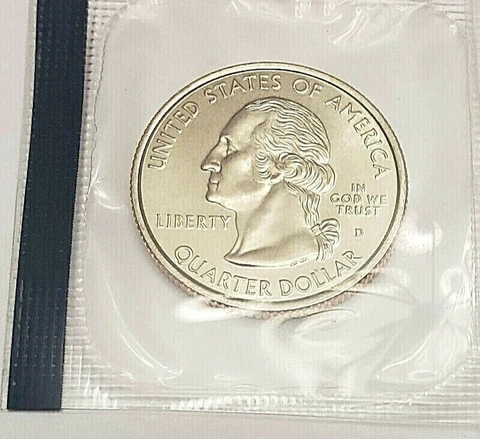 UNITED STATES OF AMERICA
LIBERTY
IN
GOD WE
TRUST
D
QUARTER DOLLAR